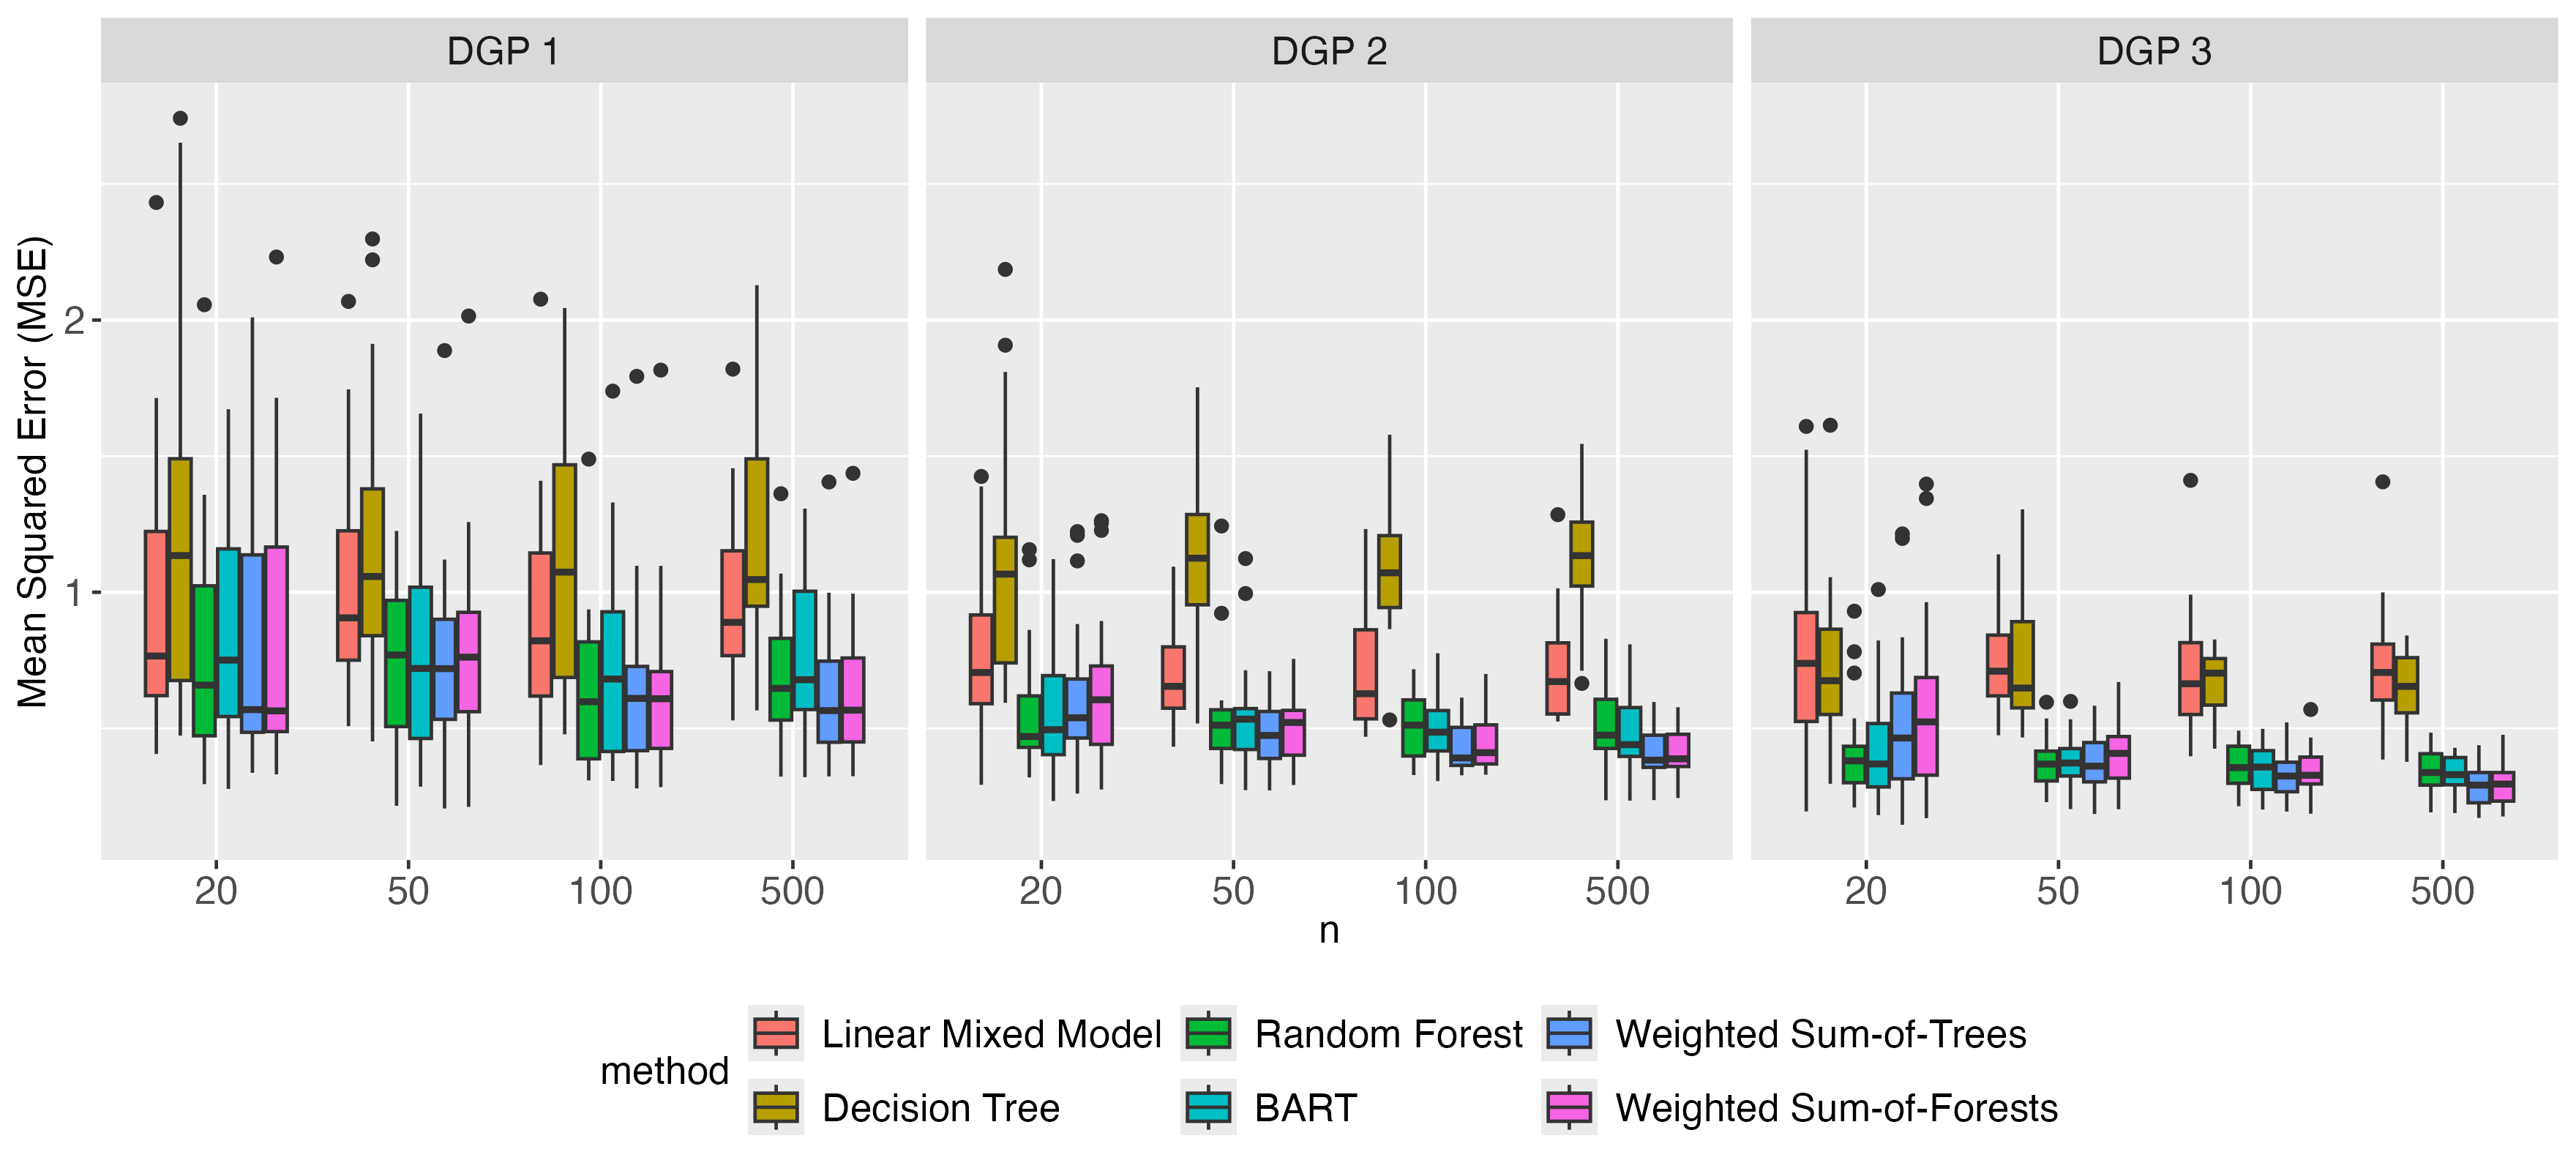 DGP 1
DGP 2
DGP 3
Mean Squared Error (MSE)
2
1
20 50 100 500
20 50 100 500
20 50 100 500
n
method
Linear Mixed Model
Random Forest
Weighted Sum-of-Trees
Decision Tree
BART
Weighted Sum-of-Forests